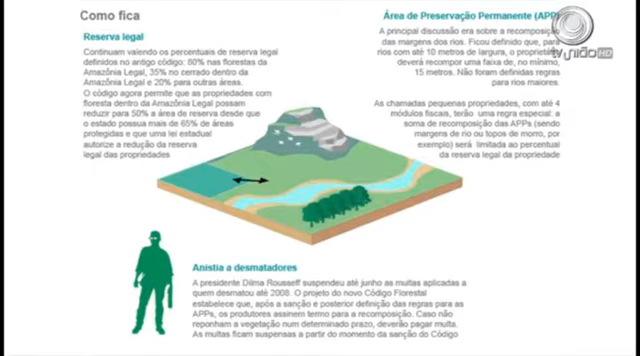 Como fica
Reserva legal
Continuam valendo os percentuais de reserva legal
definidos no antigo código: 80% nas florestas da
Amazônia Legal, 35% no cerrado dentro da
Amazônia Legal e 20% para outras áreas.
O código agora permite que as propriedades com
floresta dentro da Amazônia Legal possam
reduzir para 50% a área de reserva desde que
o estado possua mais de 65% de áreas
protegidas e que uma lei estadual
autorize a redução da reserva
legal das propriedades
Área de Preservação Permanente (APP)
A principal discussão era sobre a recomposição
das margens dos rios. Ficou definido que, para
rios com até 10 metros de largura, o proprietário
deverá recompor uma faixa de, no mínimo,
15 metros. Não foram definidas regras
para rios maiores.
As chamadas pequenas propriedades, com até 4
módulos fiscais, terão uma regra especial: a
soma de recomposição das APPs (sendo
margens de rio ou topos de morro, por
exemplo) será limitada ao percentual
da reserva legal da propriedade
tv união HD
Anistia a desmatadores
A presidente Dilma Rousseff suspendeu até junho as multas aplicadas a
quem desmatou até 2008. O projeto do novo Código Florestal
estabelece que, após a sanção e posterior definição das regras para as
APPs, os produtores assinem termo para a recomposição. Caso não
reponham a vegetação num determinado prazo, deverão pagar multa.
As multas ficam suspensas a partir do momento da sanção do Código